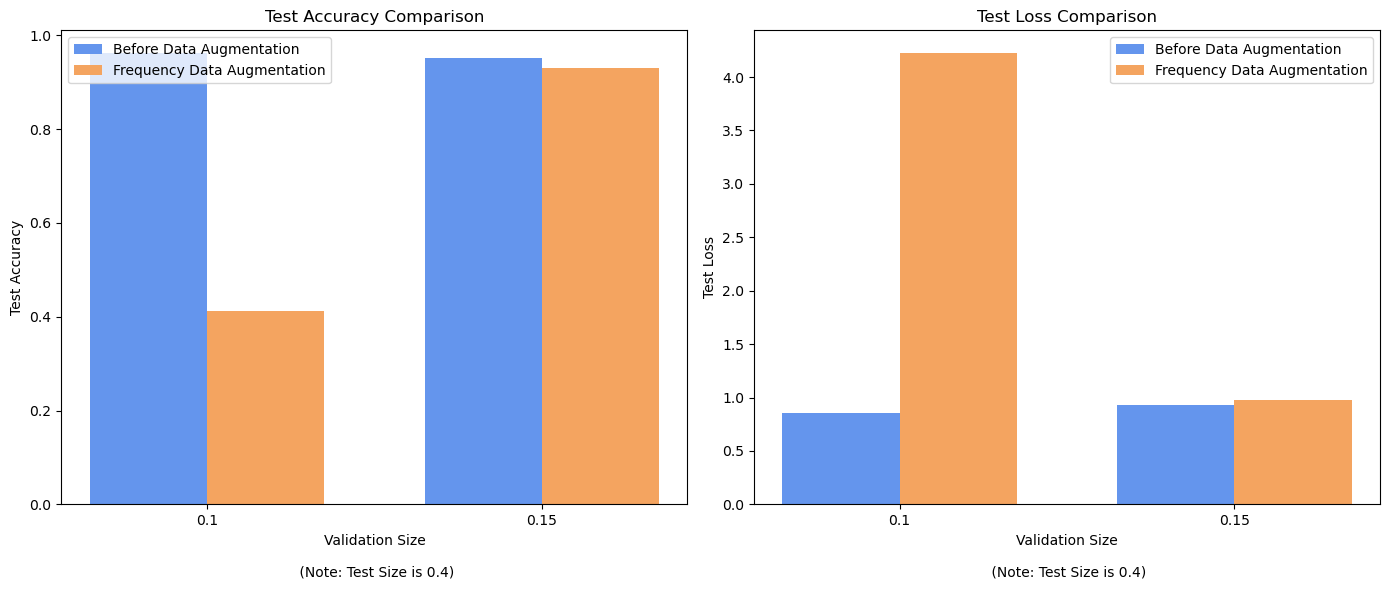 Test Accuracy Comparison
Before Data Augmentation
Frequency Data Augmentation
Test Accuracy
1.0
0.8
0.6
0.4
0.2
0.0
0.1
0.15
Validation Size
(Note: Test Size is 0.4)
Test Loss Comparison
Before Data Augmentation
Frequency Data Augmentation
Test Loss
4.0
3.5
3.0
2.5
2.0
1.5
1.0
0.5
0.0
0.1
0.15
Validation Size
(Note: Test Size is 0.4)